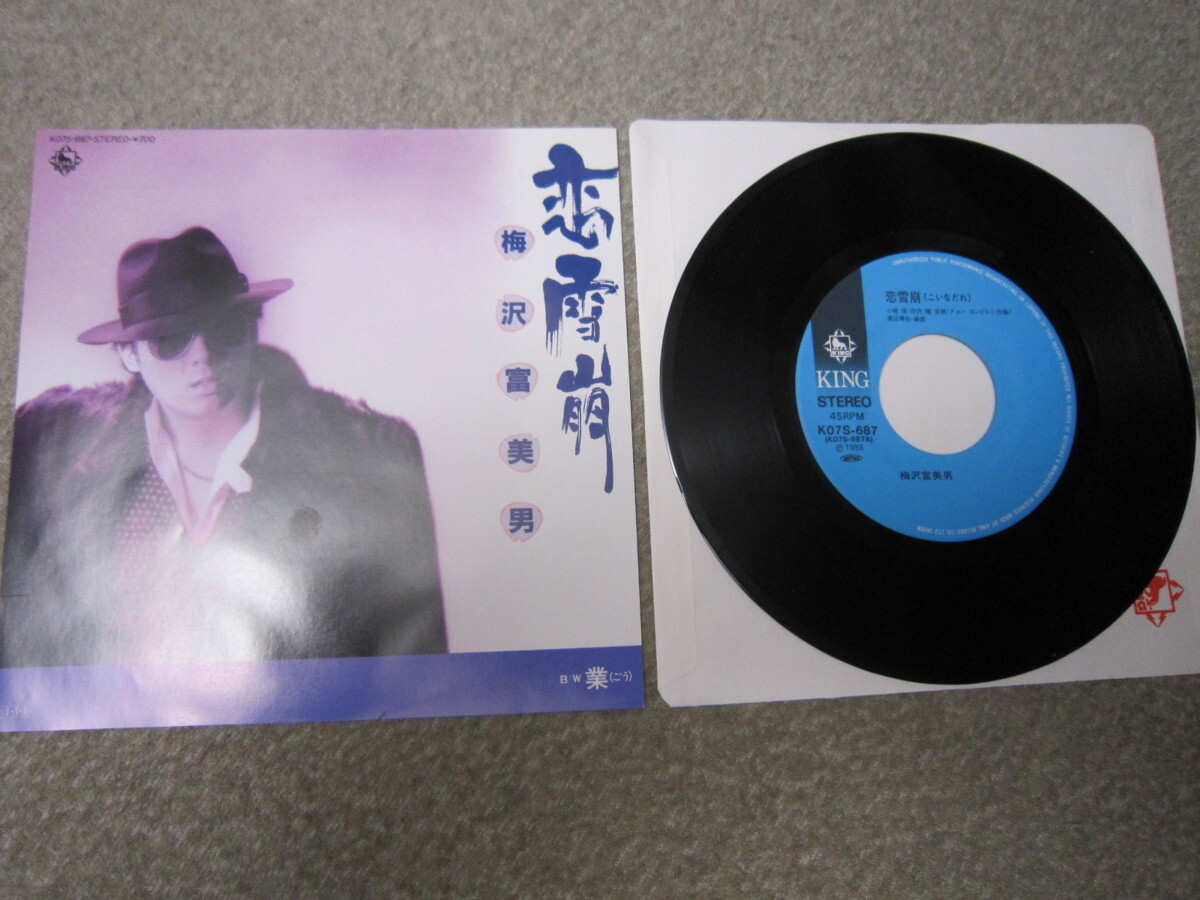 K07S-687・STEREO・¥700
恋雪崩
梅沢富美男
B/W 業(ごう)
恋雪崩(こいなだれ)
KING
KING
STEREO
45RPM
K07S-687
(K07S-687A)
Ⓟ1985
梅沢富美男